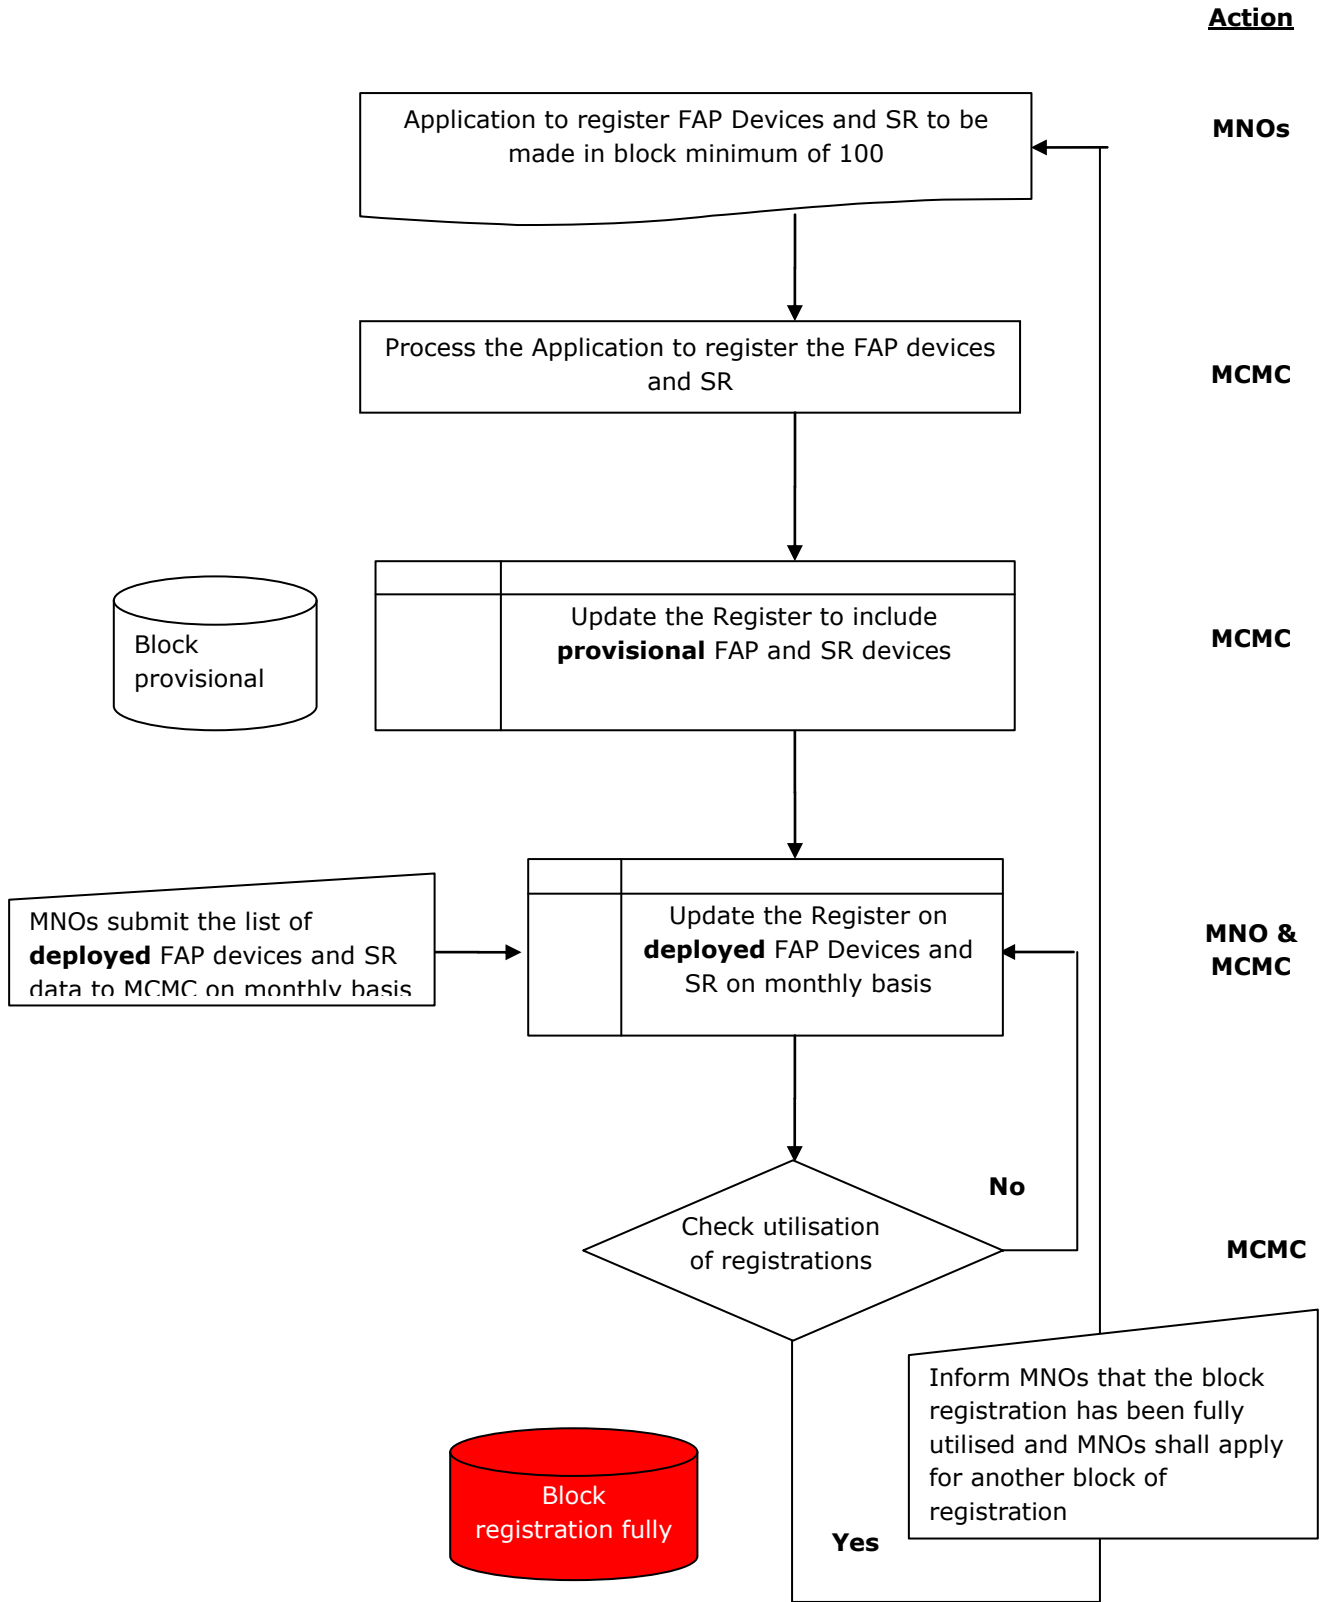 Action
Application to register FAP Devices and SR to be
made in block minimum of 100
MNOs
Process the Application to register the FAP devices
and SR
MCMC
Block
provisional
Update the Register to include
provisional FAP and SR devices
MCMC
MNOs submit the list of
deployed FAP devices and SR
data to MCMC on monthly basis
Update the Register on
deployed FAP Devices and
SR on monthly basis
MNO &
MCMC
No
Check utilisation
of registrations
MCMC
Inform MNOs that the block
registration has been fully
utilised and MNOs shall apply
for another block of
registration
Block
registration fully
Yes